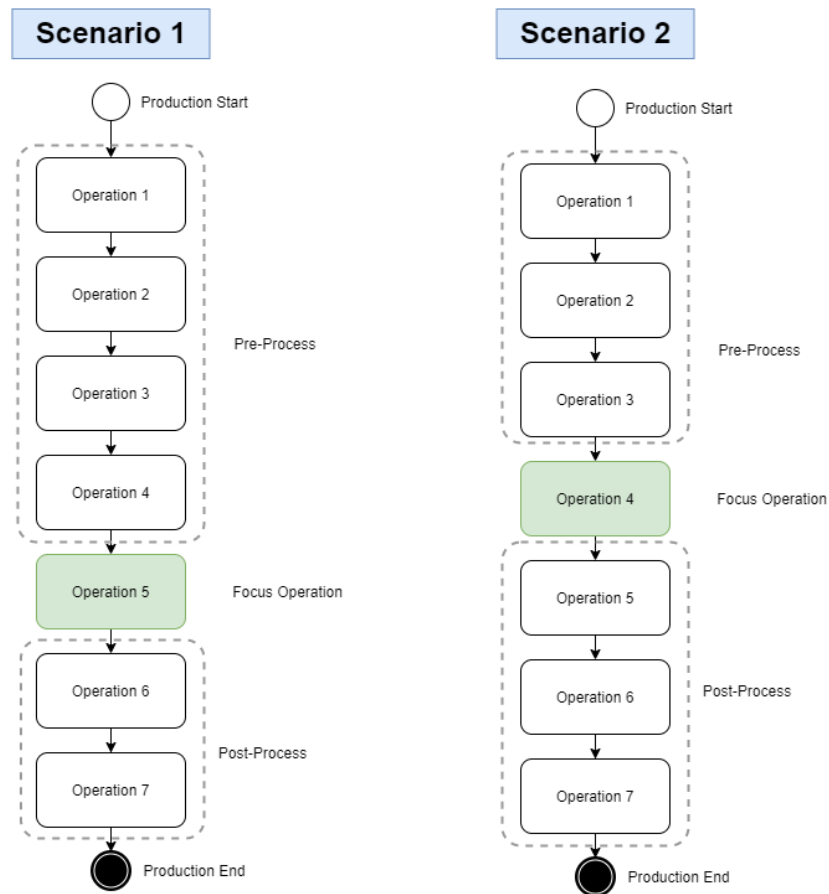 Scenario 1
Production Start
Operation 1
Operation 2
Pre-Process
Operation 3
Operation 4
Operation 5
Focus Operation
Operation 6
Post-Process
Operation 7
Production End
Scenario 2
Production Start
Operation 1
Operation 2
Pre-Process
Operation 3
Operation 4
Focus Operation
Operation 5
Operation 6
Post-Process
Operation 7
Production End